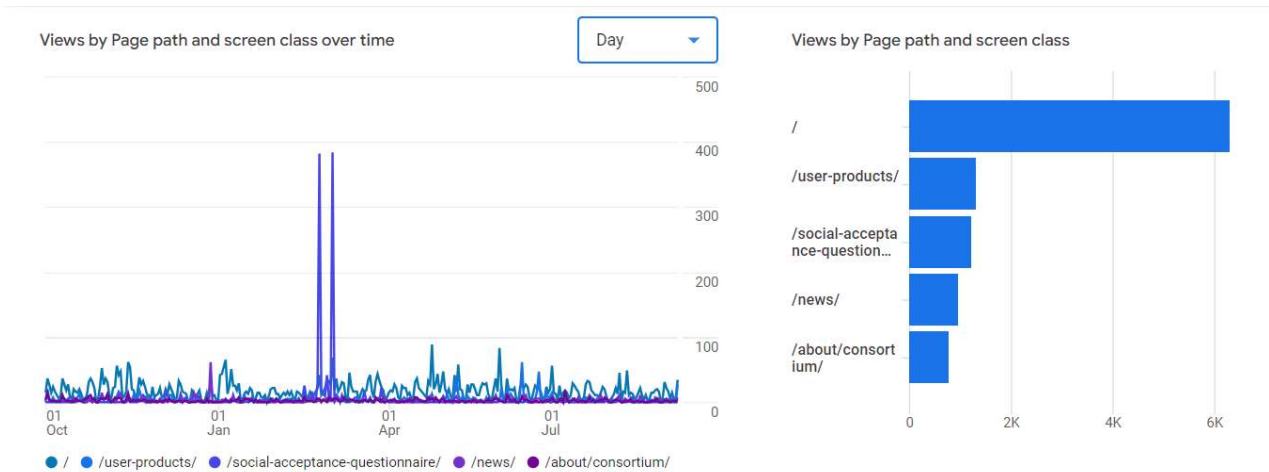 Views by Page path and screen class over time
Day
500
400
300
200
100
0
01
Oct
01
Jan
01
Apr
01
Jul
/ /user-products/ /social-acceptance-questionnaire/ /news/ /about/consortium/
Views by Page path and screen class
/
/user-products/
/social-accepta
nce-question...
/news/
/about/consort
ium/
0 2K 4K 6K